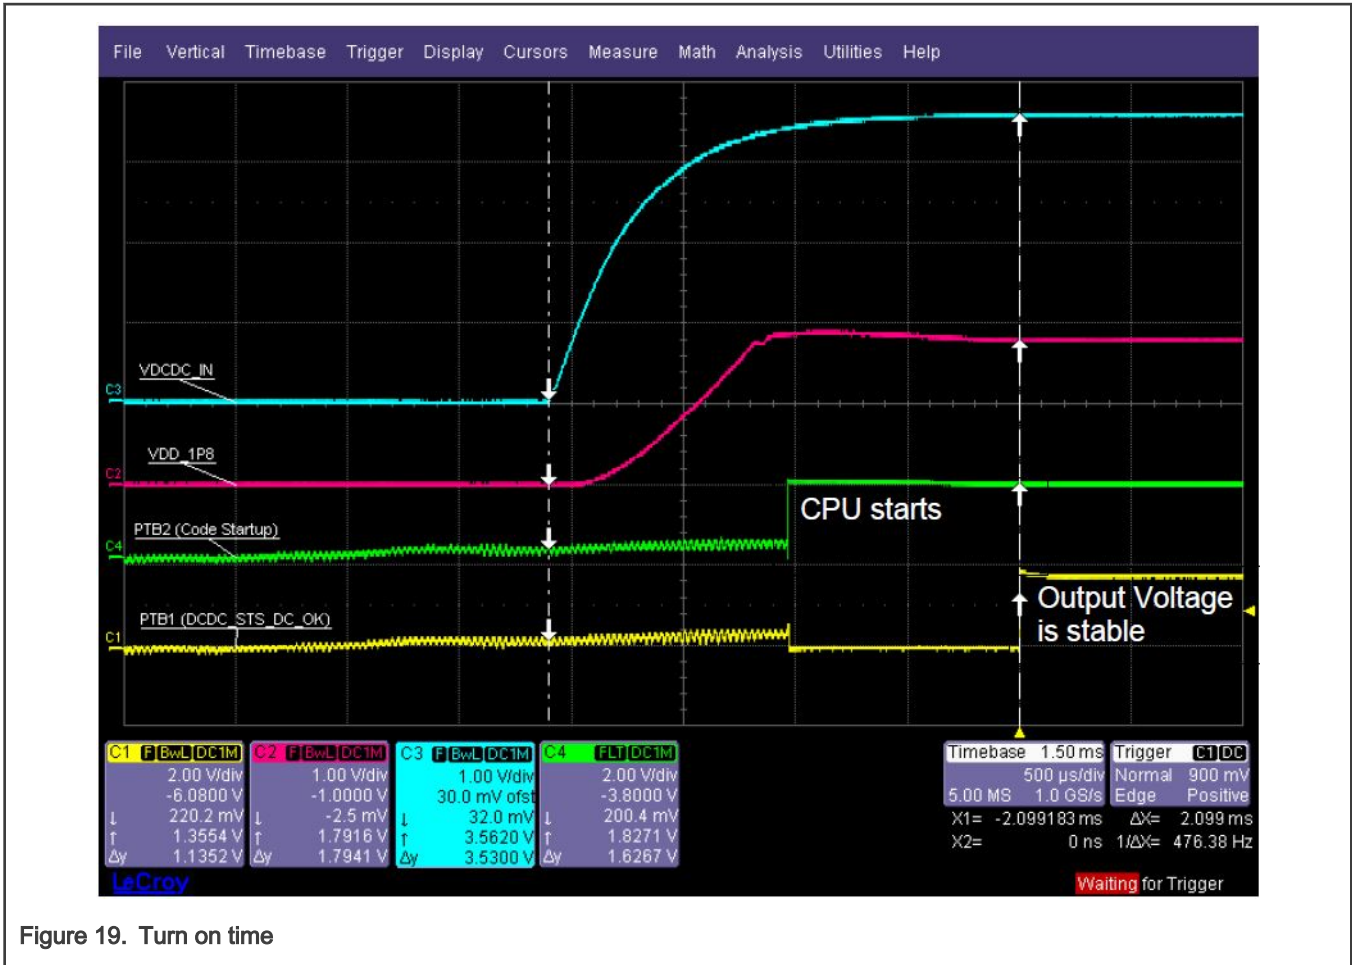 File Vertical Timebase Trigger Display Cursors Measure Math Analysis Utilities Help
VDCDC_IN
C3
VDD_1P8
C2
CPU starts
PTB2 (Code Startup)
C4
Output Voltage
is stable
PTB1 (DCDC_STS_DC_OK)
C1
C1 F BwL DC1M
2.00 V/div
-6.0800 V
↓ 220.2 mV
↑ 1.3554 V
Δy 1.1352 V
C2 F BwL DC1M
1.00 V/div
-1.0000 V
↓ -2.5 mV
↑ 1.7916 V
Δy 1.7941 V
C3 F BwL DC1M
1.00 V/div
30.0 mV ofst
↓ 32.0 mV
↑ 3.5620 V
Δy 3.5300 V
C4 FLT DC1M
2.00 V/div
-3.8000 V
↓ 200.4 mV
↑ 1.8271 V
Δy 1.6267 V
Timebase 1.50 ms
500 µs/div
5.00 MS 1.0 GS/s
Trigger C1 DC
Normal 900 mV
Edge Positive
X1= -2.099183 ms ΔX= 2.099 ms
X2= 0 ns 1/ΔX= 476.38 Hz
LeCroy
Waiting for Trigger
Figure 19. Turn on time